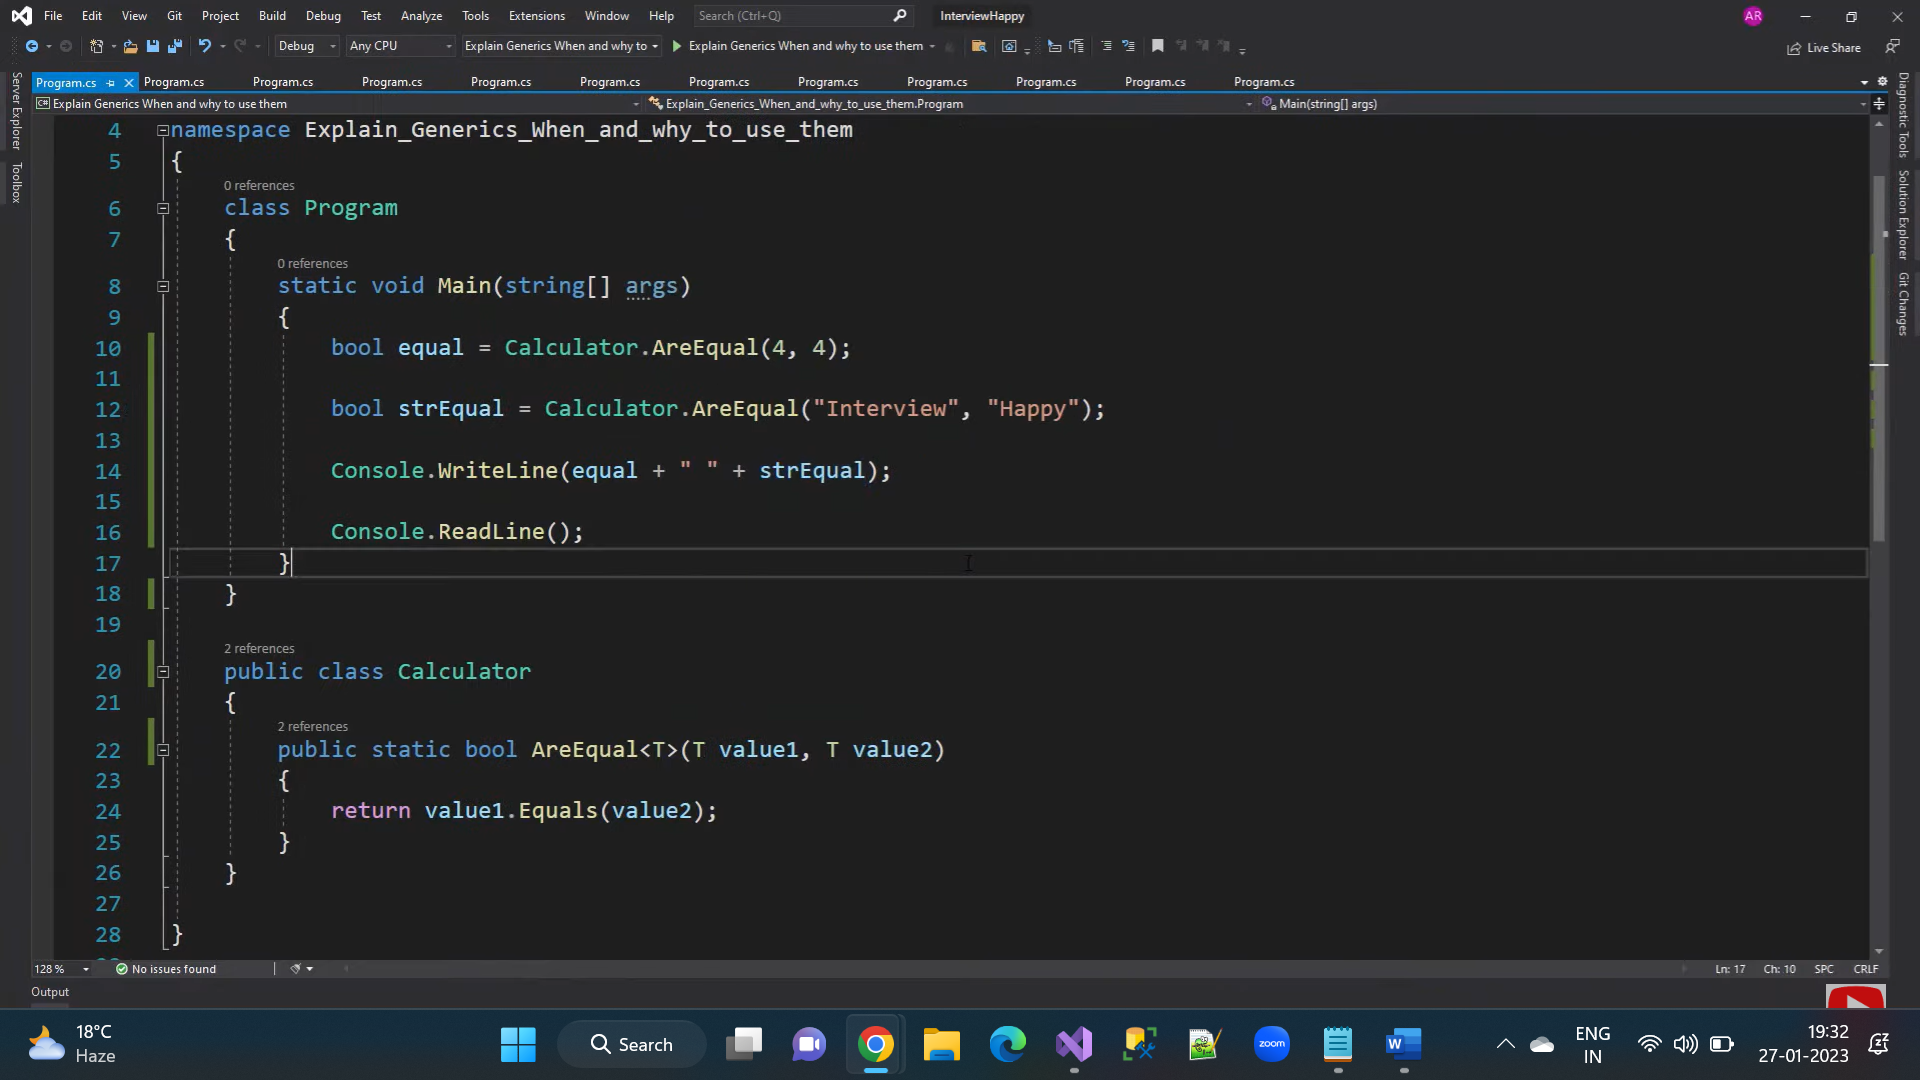 File Edit View Git Project Build Debug Test Analyze Tools Extensions Window Help Search (Ctrl+Q) InterviewHappy AR
Debug Any CPU Explain Generics When and why to Explain Generics When and why to use them Live Share
Program.cs Program.cs Program.cs Program.cs Program.cs Program.cs Program.cs Program.cs Program.cs Program.cs Program.cs Program.cs
C# Explain Generics When and why to use them Explain_Generics_When_and_why_to_use_them.Program Main(string[] args)
Server Explorer
Toolbox
4 namespace Explain_Generics_When_and_why_to_use_them
5 {
0 references
6 class Program
7 {
0 references
8 static void Main(string[] args)
9 {
10 bool equal = Calculator.AreEqual(4, 4);
11
12 bool strEqual = Calculator.AreEqual("Interview", "Happy");
13
14 Console.WriteLine(equal + " " + strEqual);
15
16 Console.ReadLine();
17 }
18 }
19
2 references
20 public class Calculator
21 {
2 references
22 public static bool AreEqual<T>(T value1, T value2)
23 {
24 return value1.Equals(value2);
25 }
26 }
27
28 }
Diagnostic Tools
Solution Explorer
Git Changes
128 % No issues found Ln: 17 Ch: 10 SPC CRLF
Output
18°C
Haze
Search
zoom
W
ENG
IN
19:32
27-01-2023